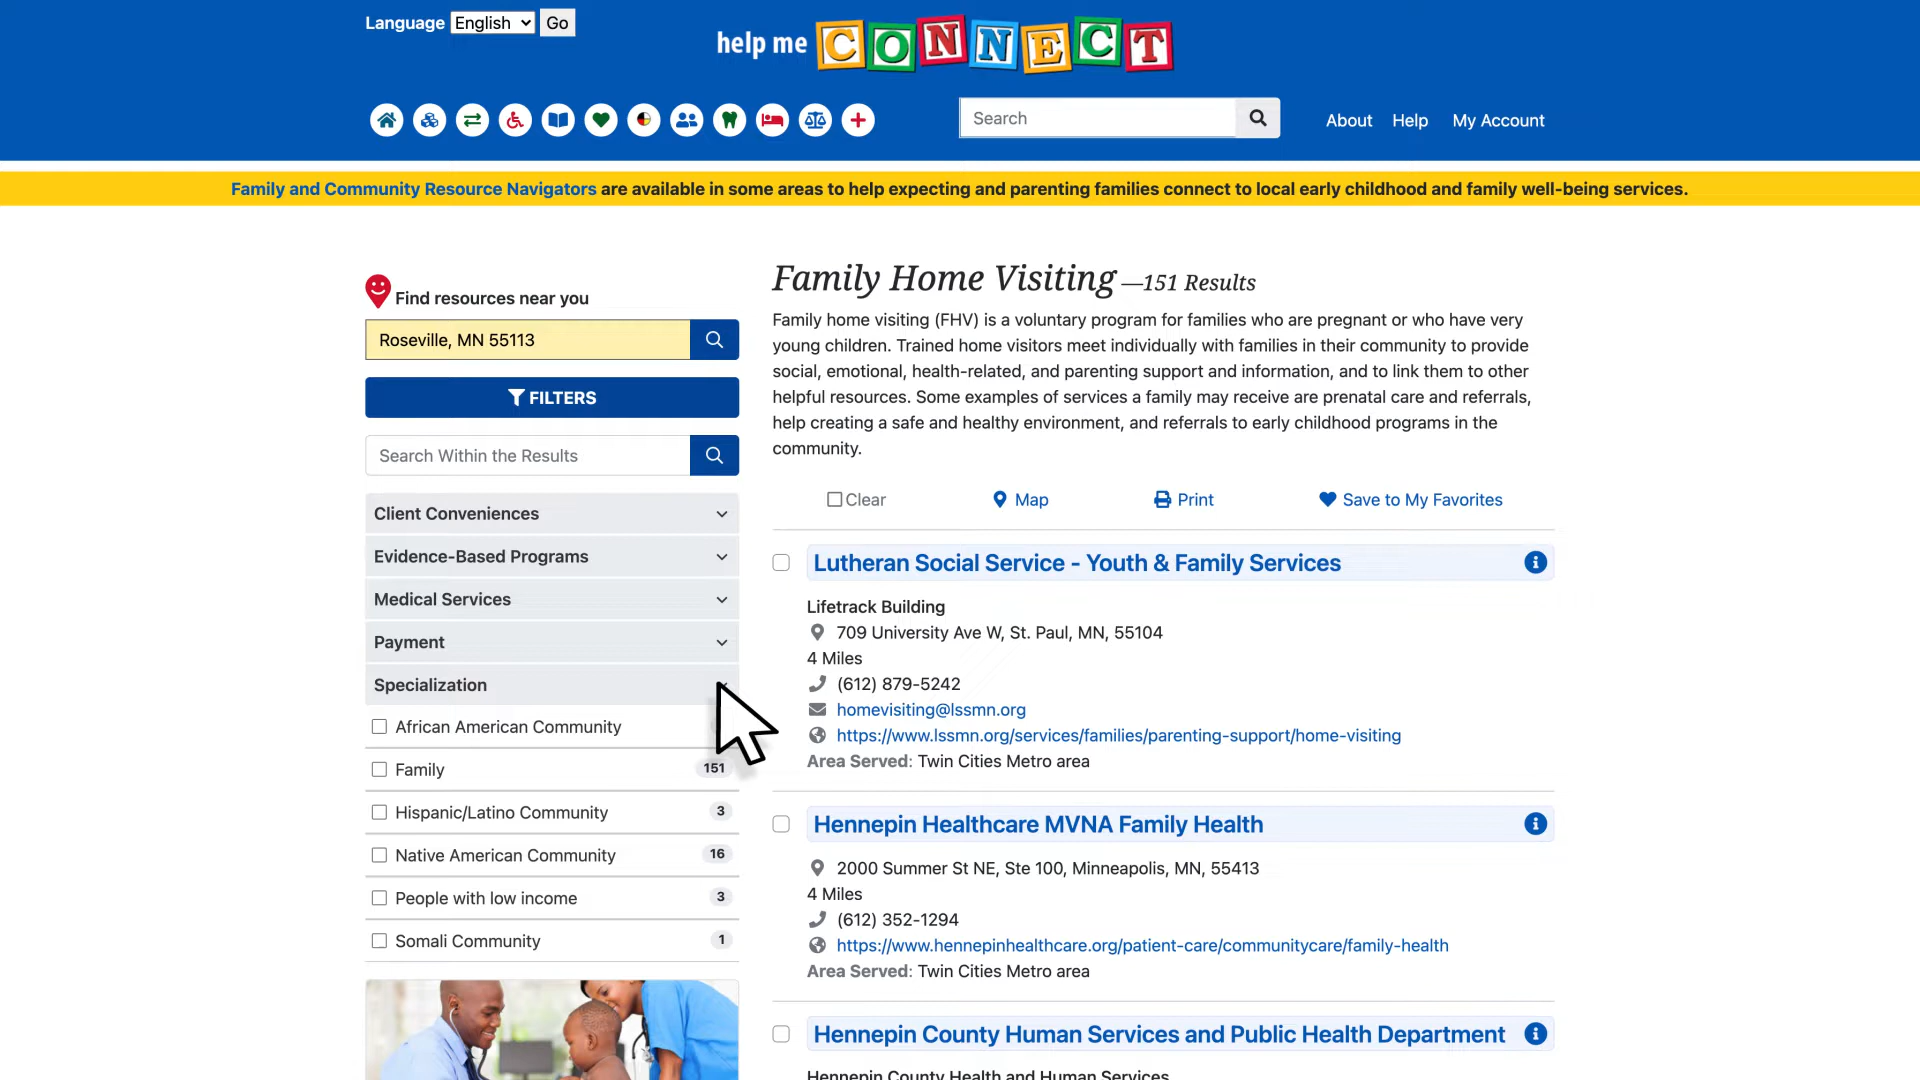 Language English Go
help me CONNECT
Search
About Help My Account
Family and Community Resource Navigators are available in some areas to help expecting and parenting families connect to local early childhood and family well-being services.
Find resources near you
Roseville, MN 55113
FILTERS
Search Within the Results
Client Conveniences
Evidence-Based Programs
Medical Services
Payment
Specialization
African American Community
Family 151
Hispanic/Latino Community 3
Native American Community 16
People with low income 3
Somali Community 1
Family Home Visiting —151 Results
Family home visiting (FHV) is a voluntary program for families who are pregnant or who have very
young children. Trained home visitors meet individually with families in their community to provide
social, emotional, health-related, and parenting support and information, and to link them to other
helpful resources. Some examples of services a family may receive are prenatal care and referrals,
help creating a safe and healthy environment, and referrals to early childhood programs in the
community.
Clear Map Print Save to My Favorites
Lutheran Social Service - Youth & Family Services
Lifetrack Building
709 University Ave W, St. Paul, MN, 55104
4 Miles
(612) 879-5242
homevisiting@lssmn.org
https://www.lssmn.org/services/families/parenting-support/home-visiting
Area Served: Twin Cities Metro area
Hennepin Healthcare MVNA Family Health
2000 Summer St NE, Ste 100, Minneapolis, MN, 55413
4 Miles
(612) 352-1294
https://www.hennepinhealthcare.org/patient-care/communitycare/family-health
Area Served: Twin Cities Metro area
Hennepin County Human Services and Public Health Department
Hennepin County Health and Human Services